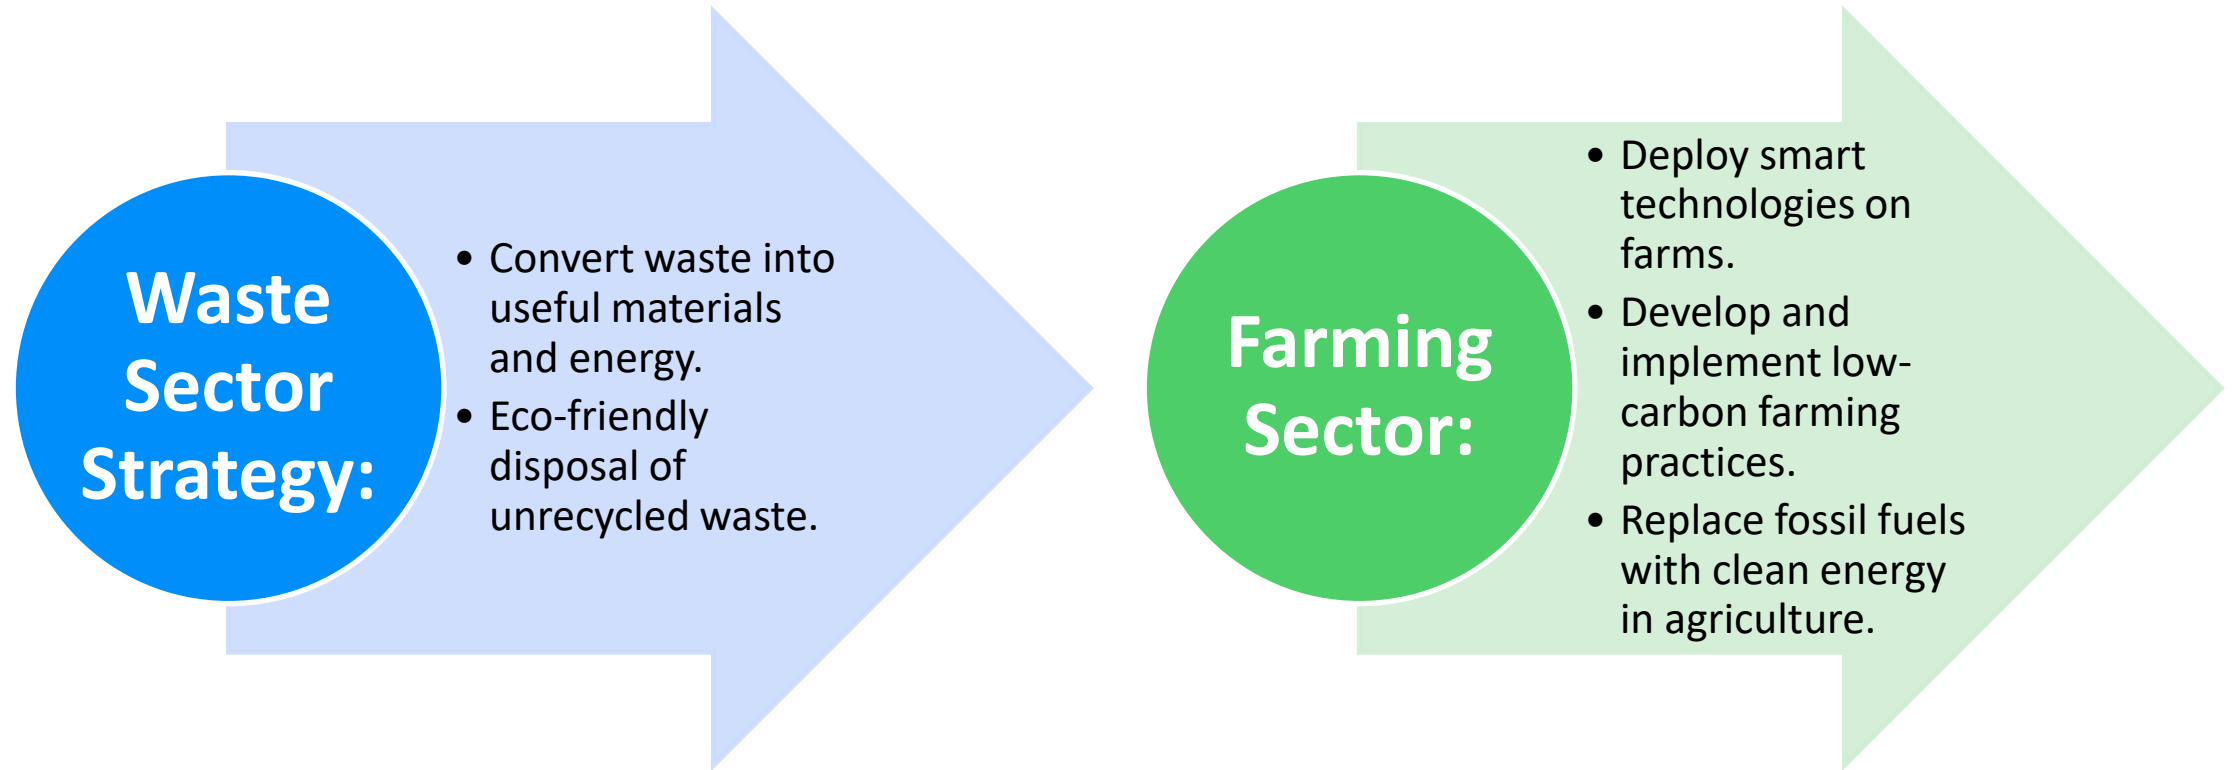 Waste
Sector
Strategy:
• Convert waste into
useful materials
and energy.
• Eco-friendly
disposal of
unrecycled waste.
Farming
Sector:
• Deploy smart
technologies on
farms.
• Develop and
implement low-
carbon farming
practices.
• Replace fossil fuels
with clean energy
in agriculture.